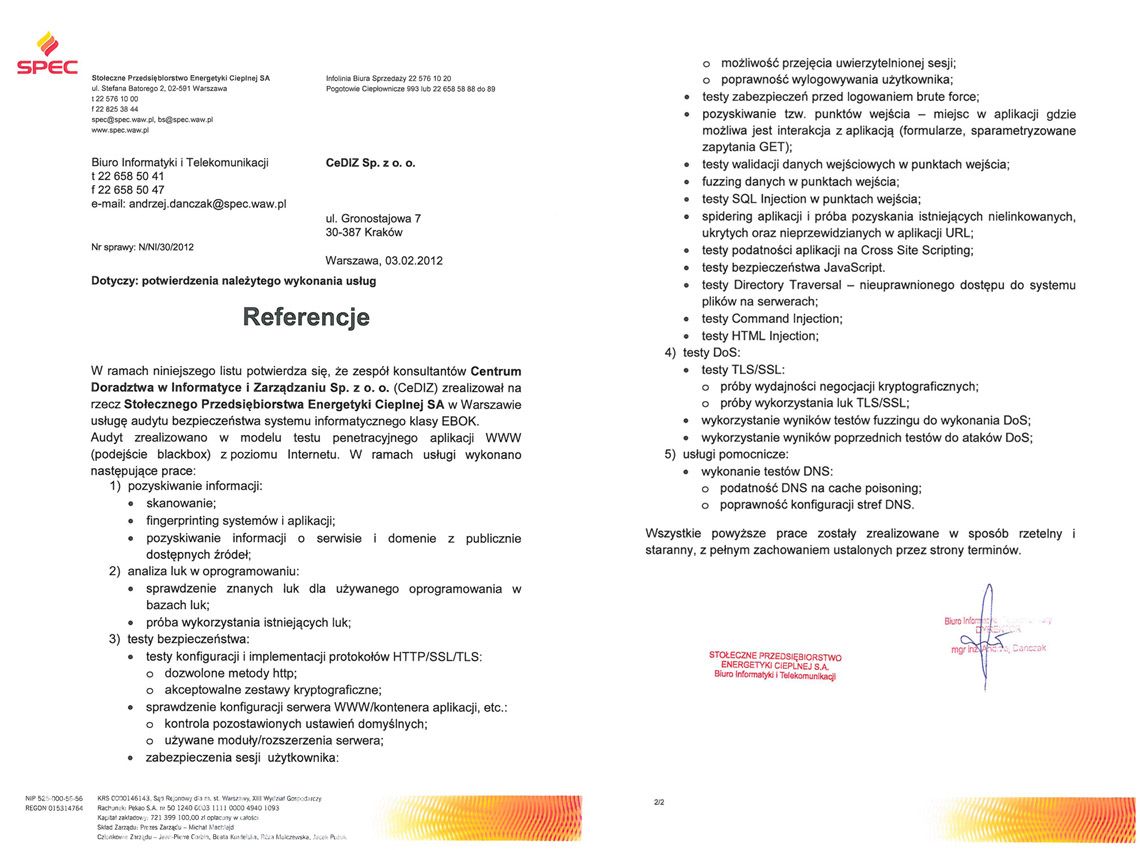 SPEC
Stołeczne Przedsiębiorstwo Energetyki Cieplnej SA
ul. Stefana Batorego 2, 02-591 Warszawa
t 22 576 10 00
f 22 825 38 44
spec@spec.waw.pl, bs@spec.waw.pl
www.spec.waw.pl
Infolinia Biura Sprzedaży 22 576 10 20
Pogotowie Ciepłownicze 993 lub 22 658 58 88 do 89
Biuro Informatyki i Telekomunikacji
t 22 658 50 41
f 22 658 50 47
e-mail: andrzej.danczak@spec.waw.pl
CeDIZ Sp. z o. o.
ul. Gronostajowa 7
30-387 Kraków
Nr sprawy: N/NI/30/2012
Warszawa, 03.02.2012
Dotyczy: potwierdzenia należytego wykonania usług
Referencje
W ramach niniejszego listu potwierdza się, że zespół konsultantów Centrum
Doradztwa w Informatyce i Zarządzaniu Sp. z o. o. (CeDIZ) zrealizował na
rzecz Stołecznego Przedsiębiorstwa Energetyki Cieplnej SA w Warszawie
usługę audytu bezpieczeństwa systemu informatycznego klasy EBOK.
Audyt zrealizowano w modelu testu penetracyjnego aplikacji WWW
(podejście blackbox) z poziomu Internetu. W ramach usługi wykonano
następujące prace:
1) pozyskiwanie informacji:
• skanowanie;
• fingerprinting systemów i aplikacji;
• pozyskiwanie informacji o serwisie i domenie z publicznie
dostępnych źródeł;
2) analiza luk w oprogramowaniu:
• sprawdzenie znanych luk dla używanego oprogramowania w
bazach luk;
• próba wykorzystania istniejących luk;
3) testy bezpieczeństwa:
• testy konfiguracji i implementacji protokołów HTTP/SSL/TLS:
o dozwolone metody http;
o akceptowalne zestawy kryptograficzne;
• sprawdzenie konfiguracji serwera WWW/kontenera aplikacji, etc.:
o kontrola pozostawionych ustawień domyślnych;
o używane moduły/rozszerzenia serwera;
• zabezpieczenia sesji użytkownika:
NIP 525-000-56-56
REGON 015314764
KRS 0000146143, Sąd Rejonowy dla m. st. Warszawy, XIII Wydział Gospodarczy
Rachunek: Pekao S.A. nr 50 1240 6003 1111 0000 4940 1093
Kapitał zakładowy: 721 399 100,00 zł opłacony w całości
Skład Zarządu: Prezes Zarządu – Michał Machlejd
Członkowie Zarządu – Jean-Pierre Beata Róża Malczewska, Jacek
o możliwość przejęcia uwierzytelnionej sesji;
o poprawność wylogowywania użytkownika;
• testy zabezpieczeń przed logowaniem brute force;
• pozyskiwanie tzw. punktów wejścia – miejsc w aplikacji gdzie
możliwa jest interakcja z aplikacją (formularze, sparametryzowane
zapytania GET);
• testy walidacji danych wejściowych w punktach wejścia;
• fuzzing danych w punktach wejścia;
• testy SQL Injection w punktach wejścia;
• spidering aplikacji i próba pozyskania istniejących nielinkowanych,
ukrytych oraz nieprzewidzianych w aplikacji URL;
• testy podatności aplikacji na Cross Site Scripting;
• testy bezpieczeństwa JavaScript.
• testy Directory Traversal – nieuprawnionego dostępu do systemu
plików na serwerach;
• testy Command Injection;
• testy HTML Injection;
4) testy DoS:
• testy TLS/SSL:
o próby wydajności negocjacji kryptograficznych;
o próby wykorzystania luk TLS/SSL;
• wykorzystanie wyników testów fuzzingu do wykonania DoS;
• wykorzystanie wyników poprzednich testów do ataków DoS;
5) usługi pomocnicze:
• wykonanie testów DNS:
o podatność DNS na cache poisoning;
o poprawność konfiguracji stref DNS.
Wszystkie powyższe prace zostały zrealizowane w sposób rzetelny i
staranny, z pełnym zachowaniem ustalonych przez strony terminów.
STOŁECZNE PRZEDSIĘBIORSTWO
ENERGETYKI CIEPLNEJ S.A.
Biuro Informatyki i Telekomunikacji
Biuro
mgr inż. Danczak
2/2